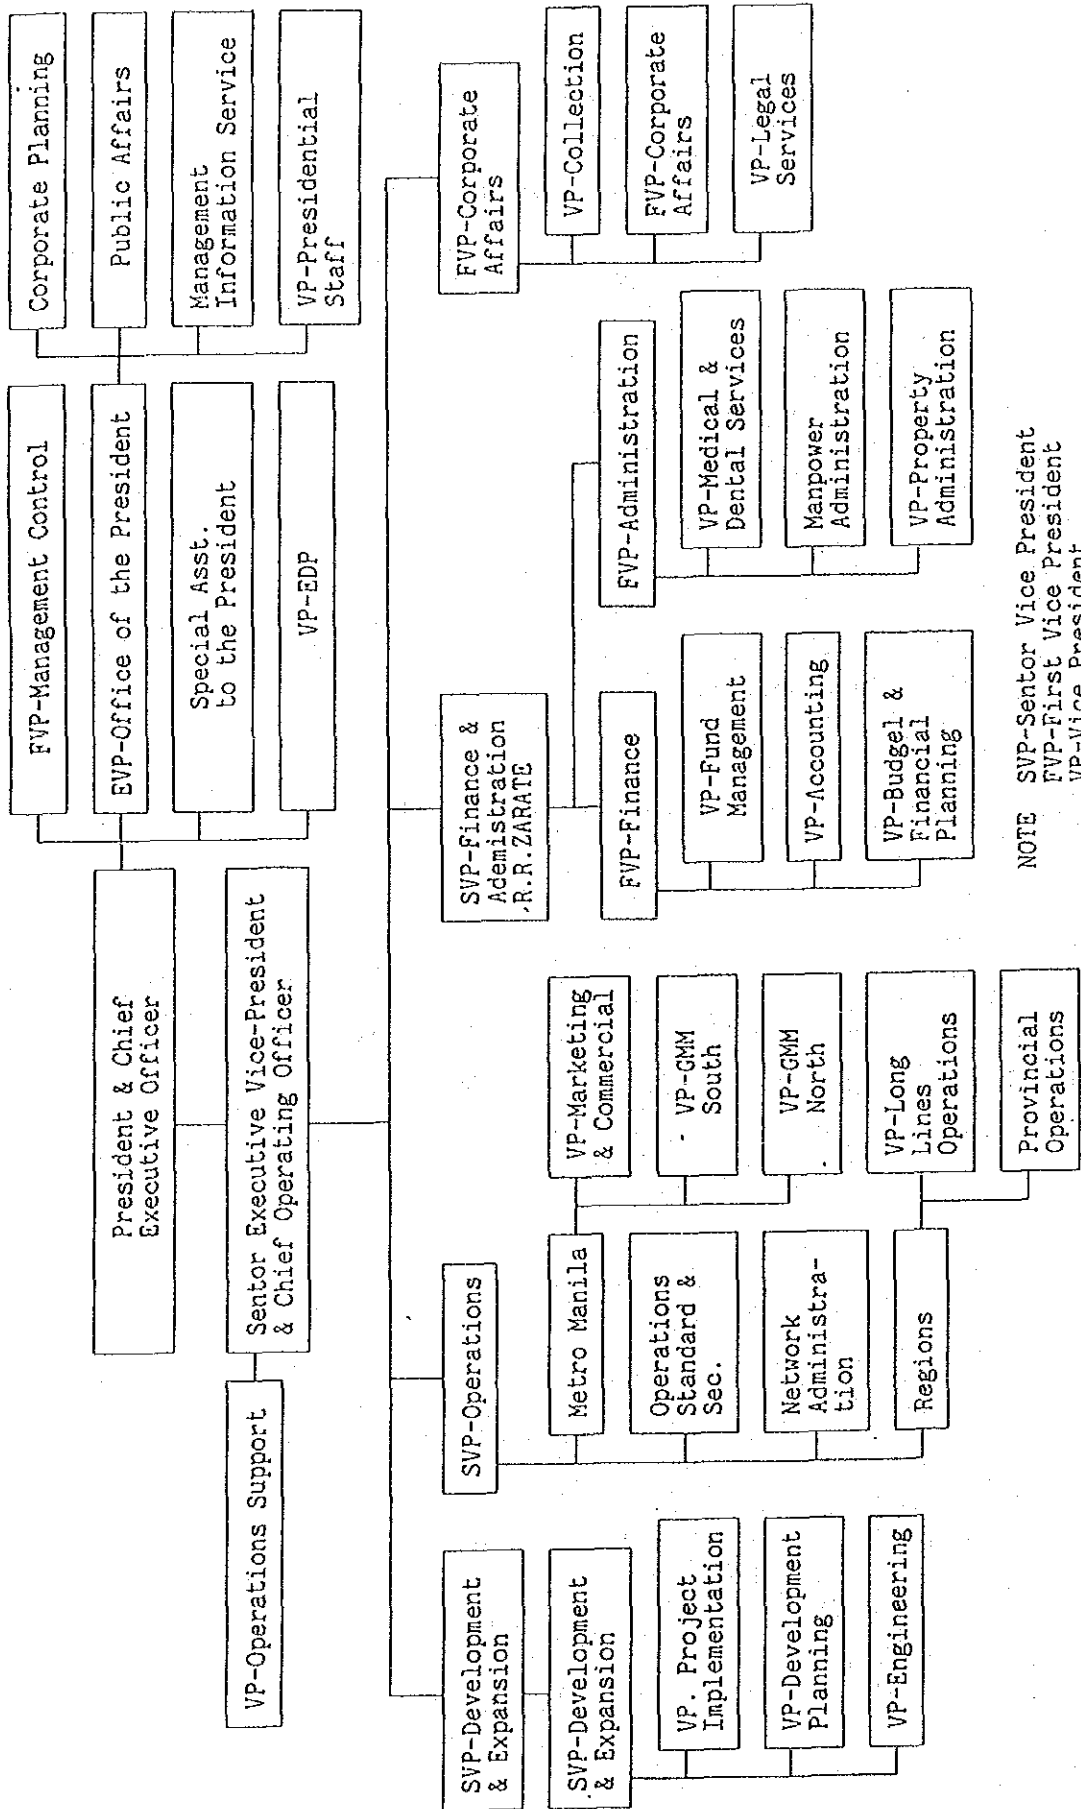 Corporate Planning
Public Affairs
Management
Information Service
VP-Presidential
Staff
FVP-Management Control
EVP-Office of the President
Special Asst.
to the President
VP-EDP
President & Chief
Executive Officer
Sentor Executive Vice-President
& Chief Operating Officer
VP-Operations Support
SVP-Development
& Expansion
SVP-Development
& Expansion
VP. Project
Implementation
VP-Development
Planning
VP-Engineering
SVP-Operations
Metro Manila
Operations
Standard &
Sec.
Network
Administra-
tion
Regions
VP-Marketing
& Commercial
VP-GMM
South
VP-GMM
North
VP-Long
Lines
Operations
Provincial
Operations
SVP-Finance &
Ademistration
R.R.ZARATE
FVP-Finance
VP-Fund
Management
VP-Accounting
VP-Budgel &
Financial
Planning
FVP-Administration
VP-Medical &
Dental Services
Manpower
Administration
VP-Property
Administration
FVP-Corporate
Affairs
VP-Collection
FVP-Corporate
Affairs
VP-Legal
Services
NOTE SVP-Sentor Vice President
FVP-First Vice President
VP-Vice President